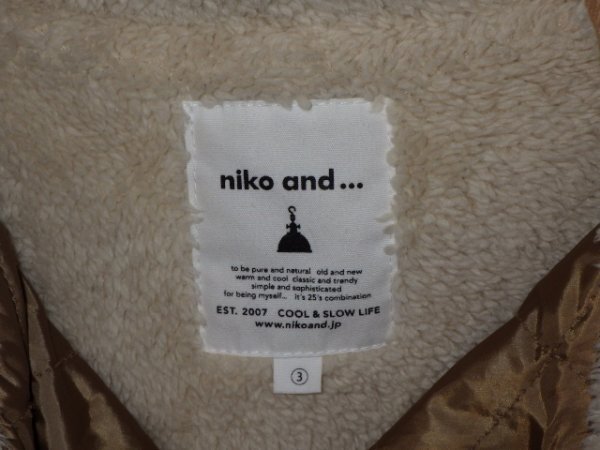 niko and ...
to be pure and natural old and new
warm and cool classic and trendy
simple and sophisticated
for being myself... it's 25's combination
EST. 2007 COOL & SLOW LIFE
www.nikoand.jp
③